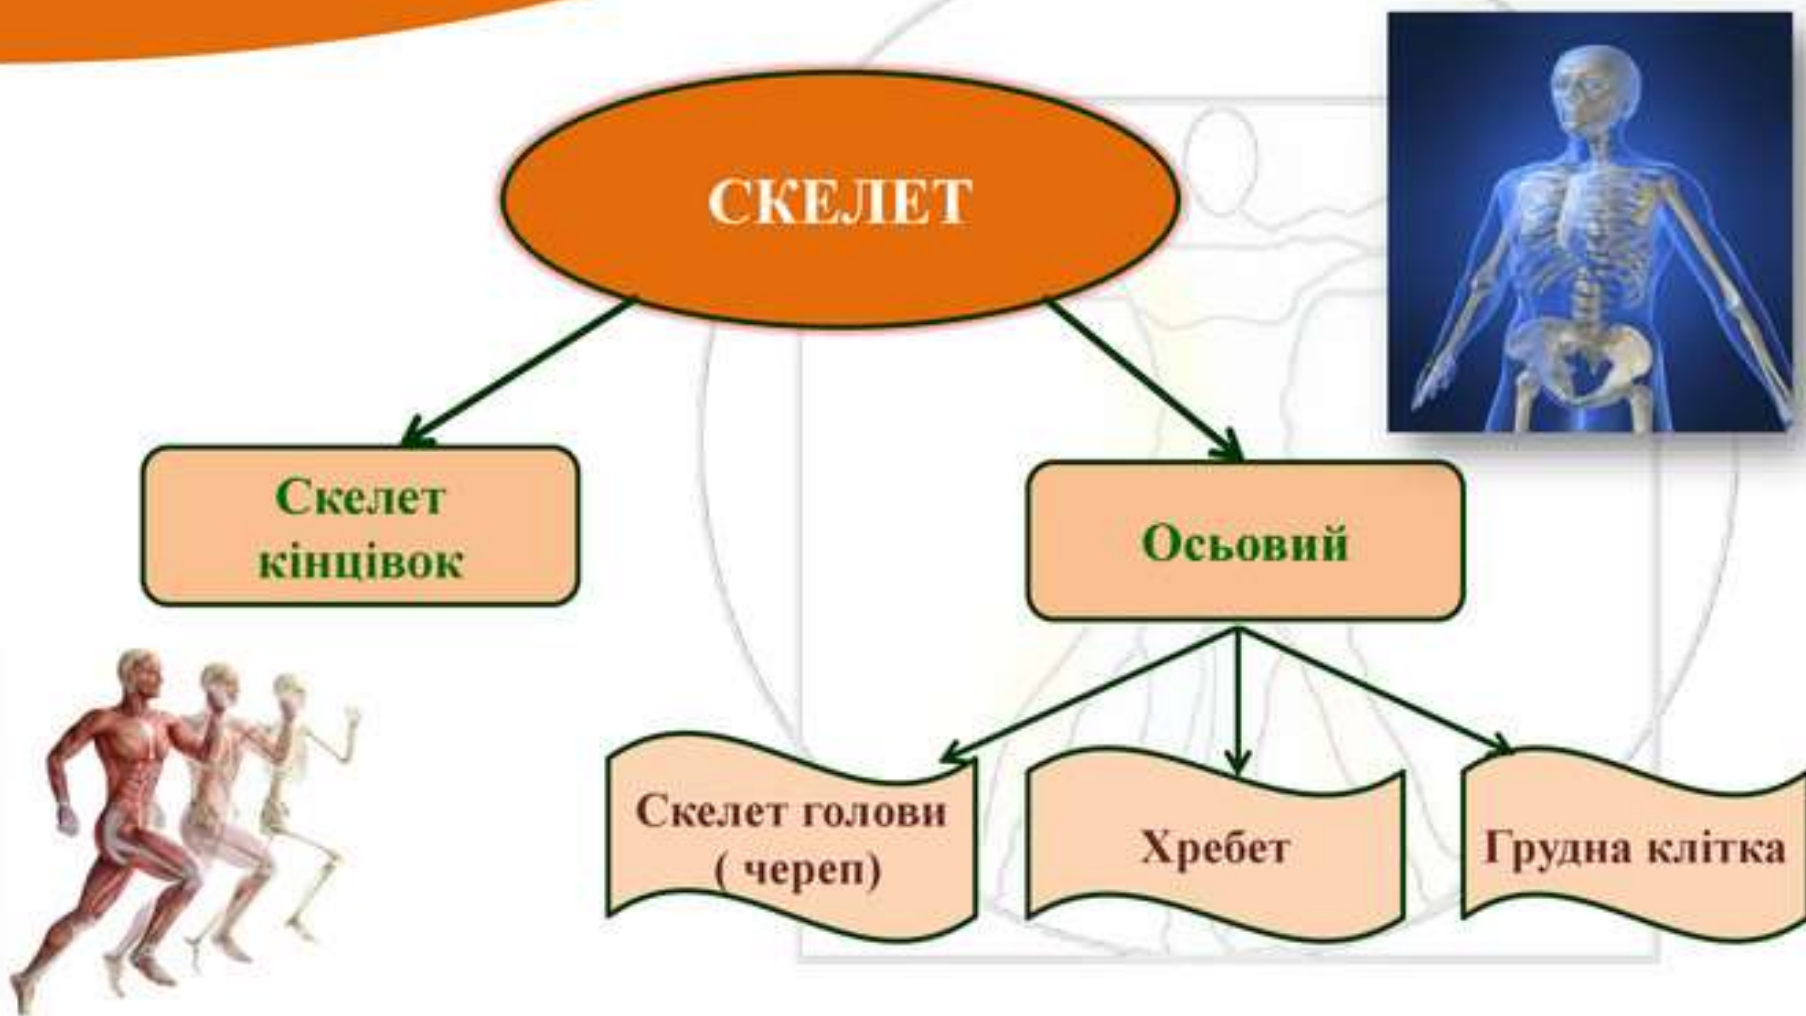 СКЕЛЕТ
Скелет
кінцівок
Осьовий
Скелет голови
( череп)
Хребет
Грудна клітка